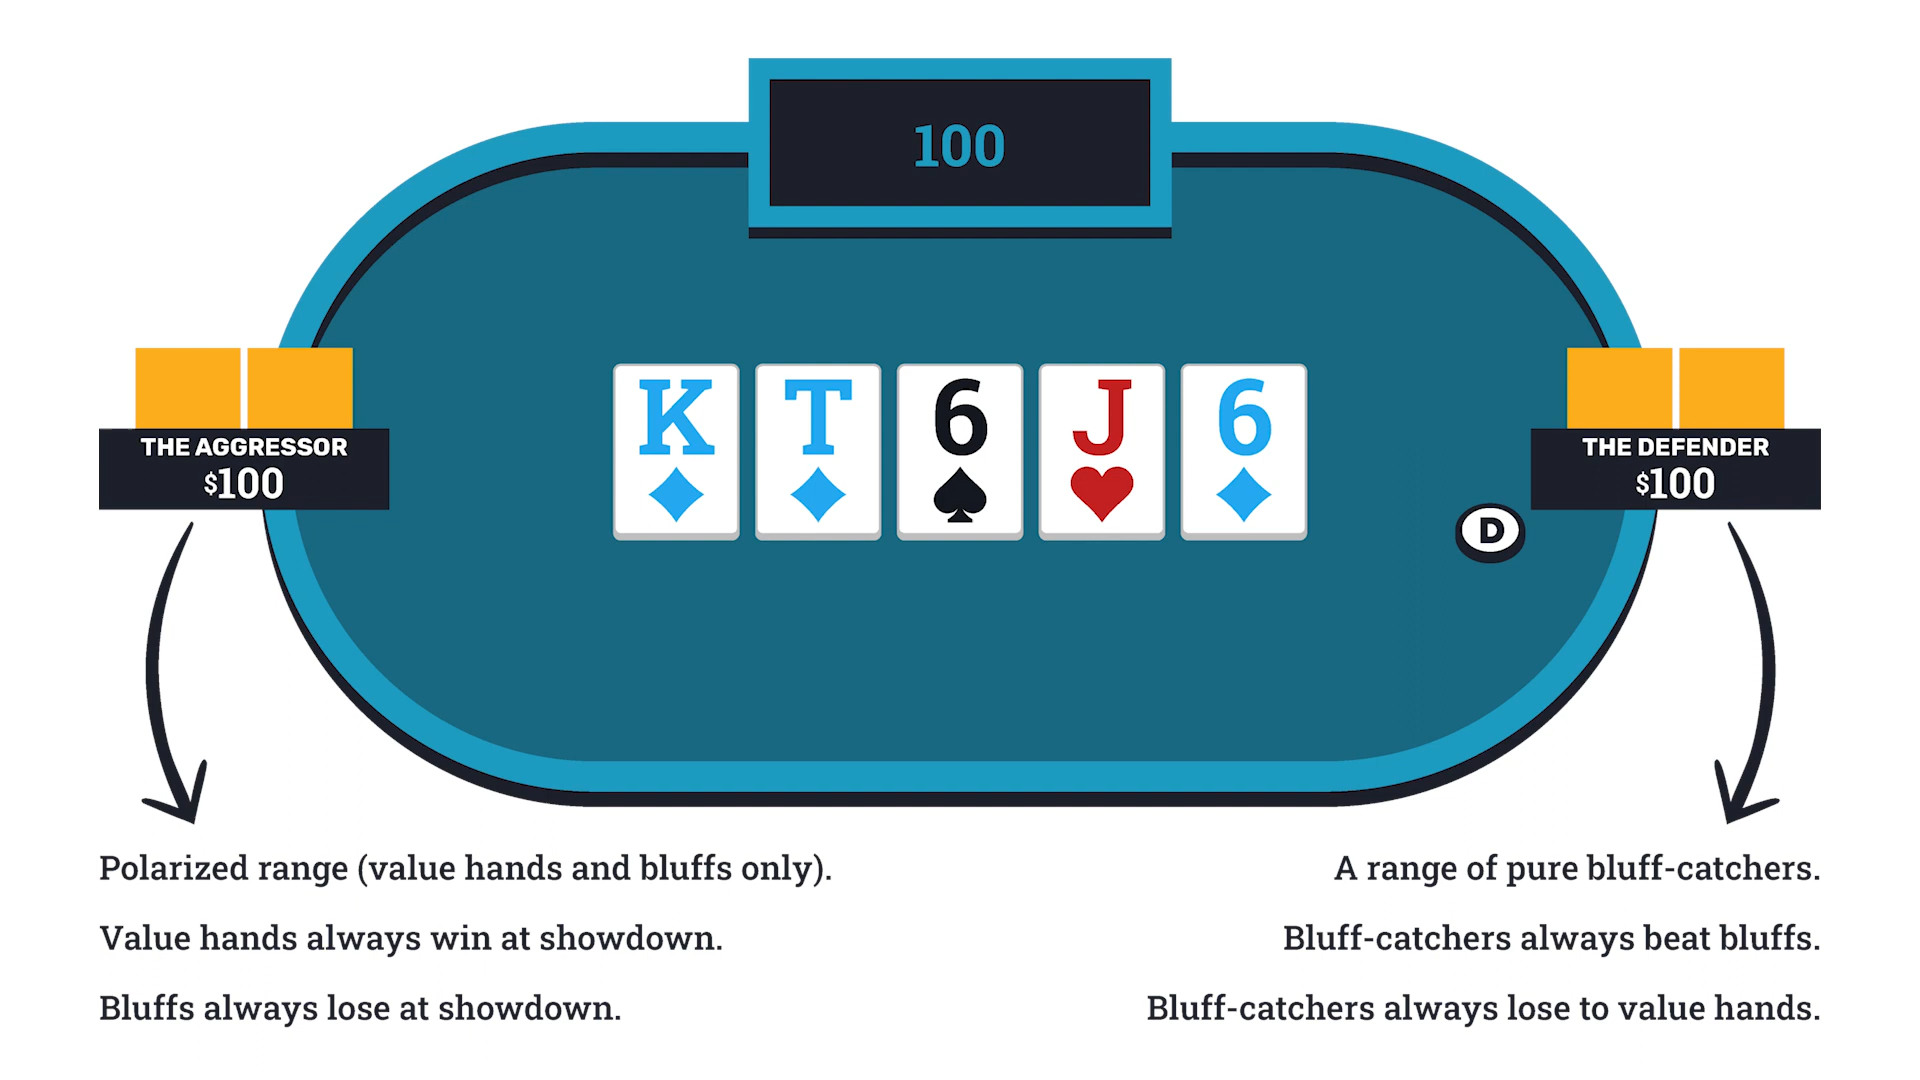 100
K T 6 J 6
THE AGGRESSOR
$100
THE DEFENDER
$100
D
Polarized range (value hands and bluffs only).
Value hands always win at showdown.
Bluffs always lose at showdown.
A range of pure bluff-catchers.
Bluff-catchers always beat bluffs.
Bluff-catchers always lose to value hands.